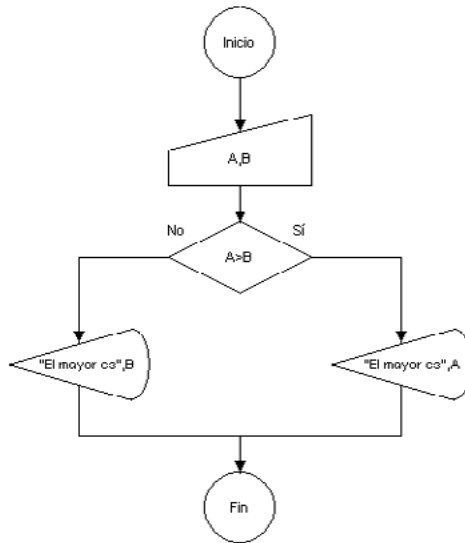 Inicio
A,B
No
Sí
A>B
"El mayor es",B
"El mayor es",A
Fin